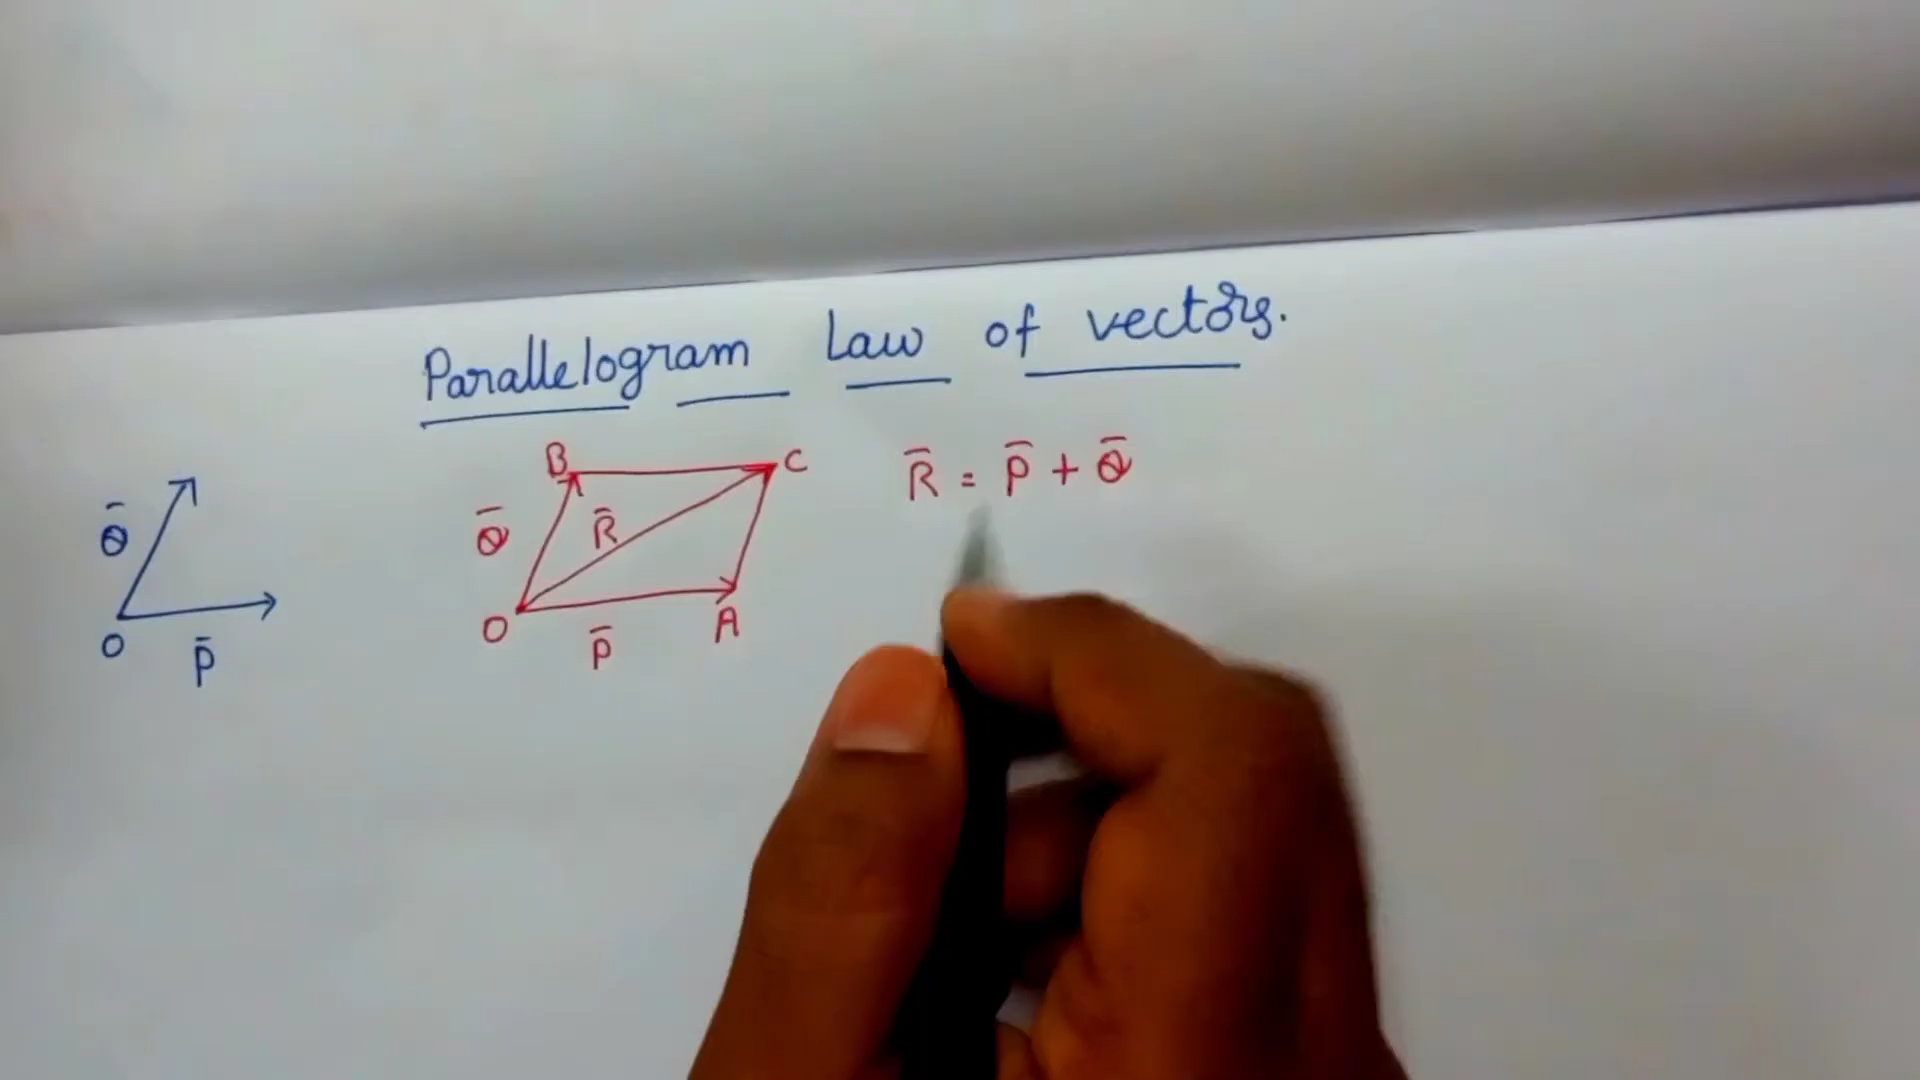 Parallelogram Law of vectors.
Q̄
O
P̄
B
C
Q̄
R̄
O
P̄
A
R̄ = P̄ + Q̄